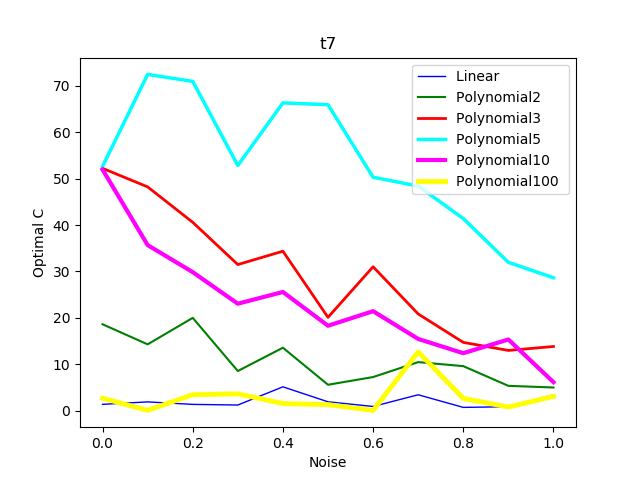 t7
Linear
Polynomial2
Polynomial3
Polynomial5
Polynomial10
Polynomial100
Optimal C
70
60
50
40
30
20
10
0
0.0 0.2 0.4 0.6 0.8 1.0
Noise